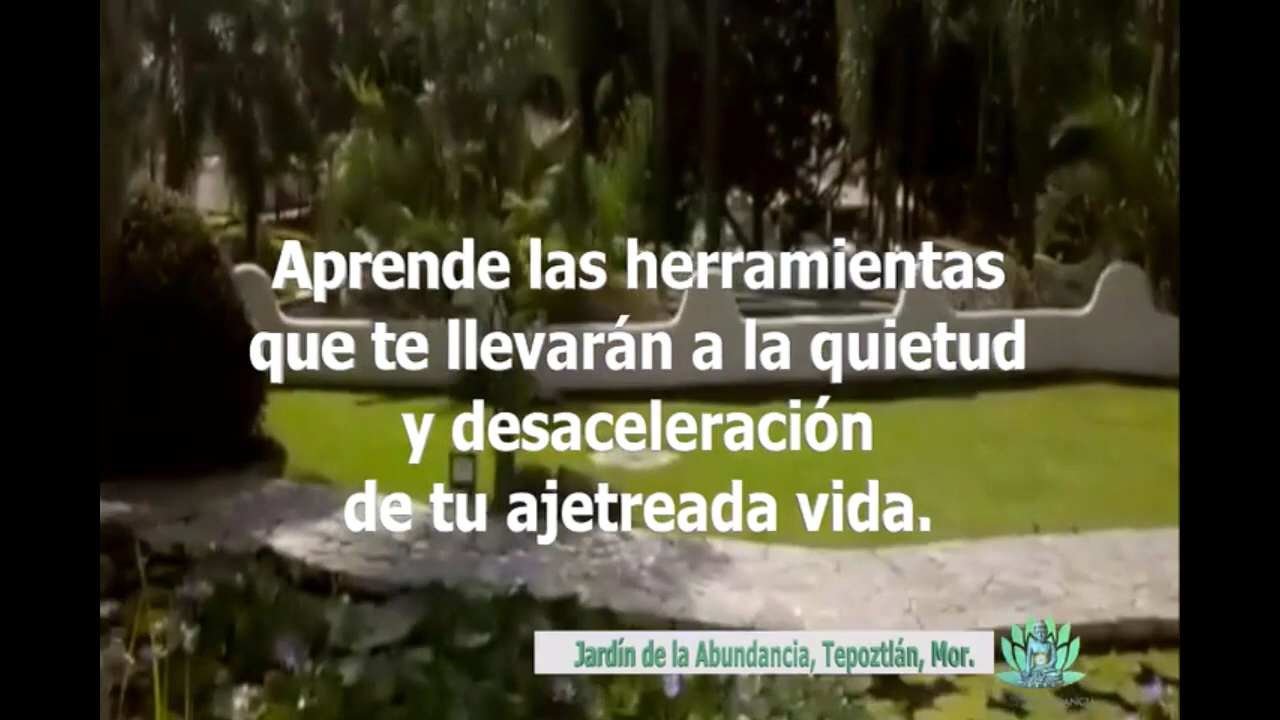 Aprende las herramientas
que te llevarán a la quietud
y desaceleración
de tu ajetreada vida.
Jardín de la Abundancia, Tepoztlán, Mor.